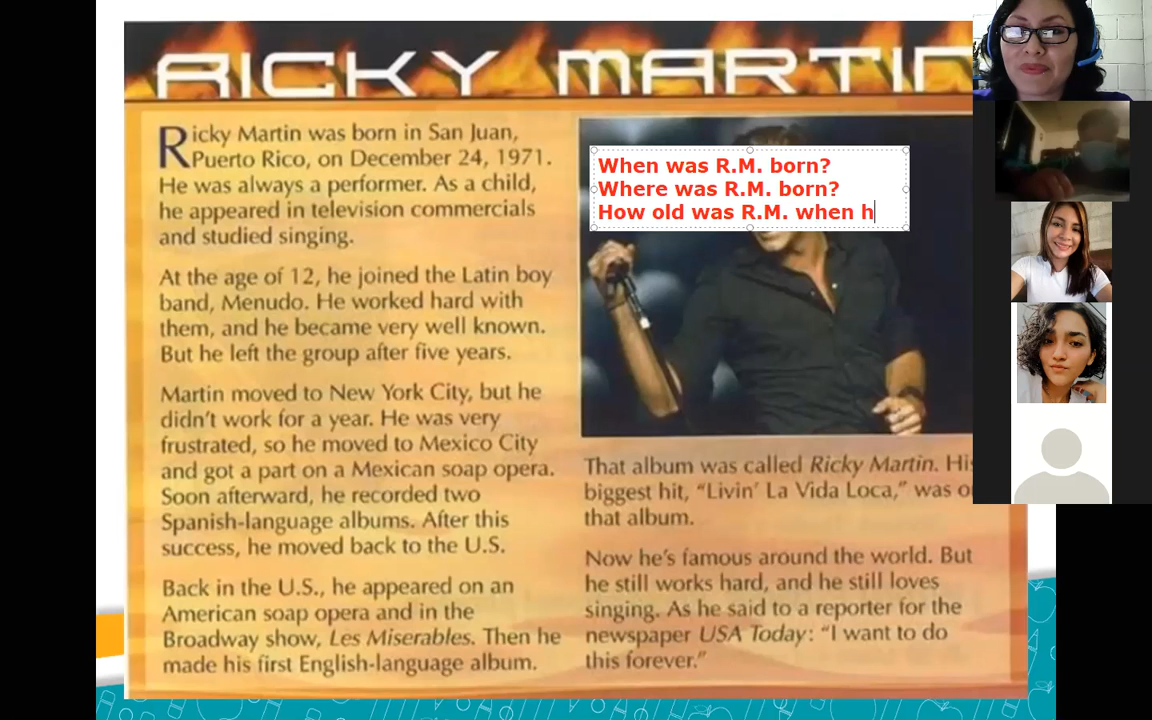 RICKY MARTIN
Ricky Martin was born in San Juan,
Puerto Rico, on December 24, 1971.
He was always a performer. As a child,
he appeared in television commercials
and studied singing.
At the age of 12, he joined the Latin boy
band, Menudo. He worked hard with
them, and he became very well known.
But he left the group after five years.
Martin moved to New York City, but he
didn't work for a year. He was very
frustrated, so he moved to Mexico City
and got a part on a Mexican soap opera.
Soon afterward, he recorded two
Spanish-language albums. After this
success, he moved back to the U.S.
Back in the U.S., he appeared on an
American soap opera and in the
Broadway show, Les Miserables. Then he
made his first English-language album.
When was R.M. born?
Where was R.M. born?
How old was R.M. when h
That album was called Ricky Martin. His
biggest hit, “Livin’ La Vida Loca,” was
that album.
Now he's famous around the world. But
he still works hard, and he still loves
singing. As he said to a reporter for the
newspaper USA Today: “I want to do
this forever.”